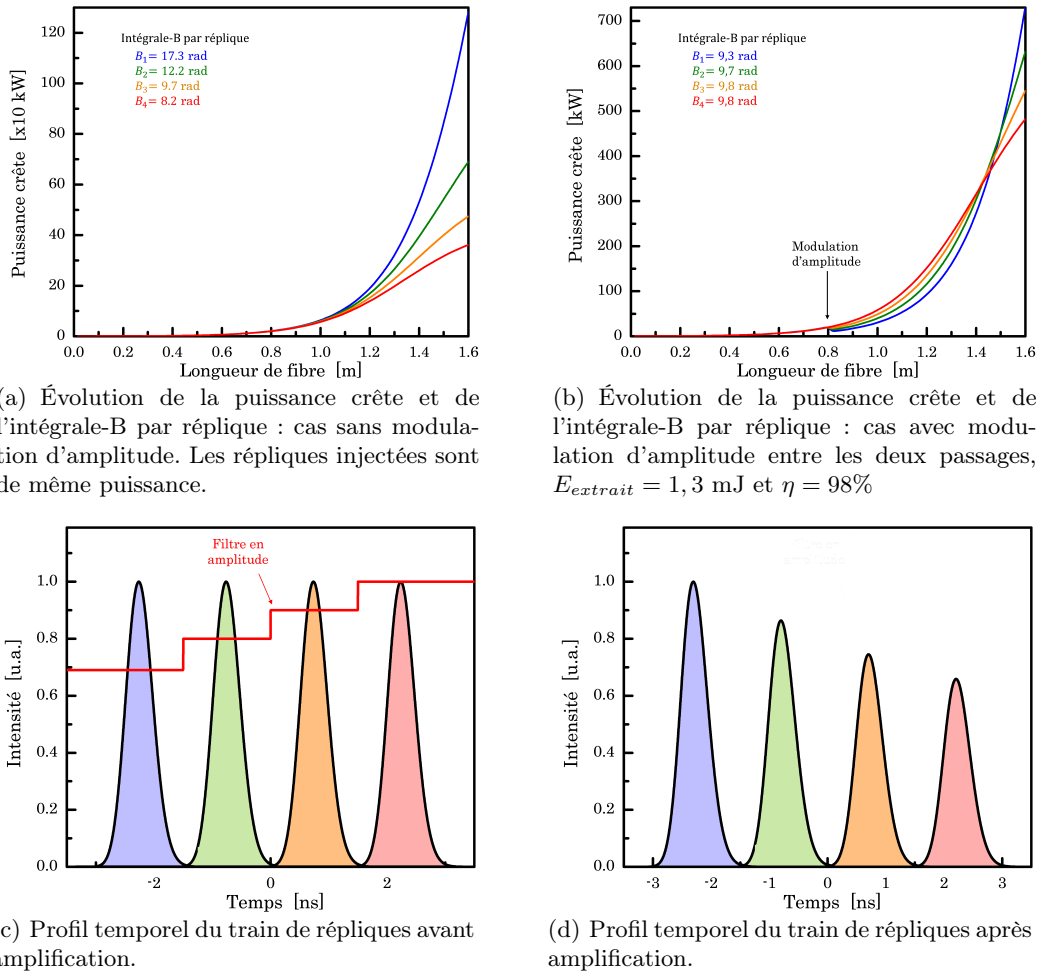 Intégrale-B par réplique
B₁= 17.3 rad
B₂= 12.2 rad
B₃= 9.7 rad
B₄= 8.2 rad
Puissance crête [x10 kW]
120
100
80
60
40
20
0
0.0 0.2 0.4 0.6 0.8 1.0 1.2 1.4 1.6
Longueur de fibre [m]
(a) Évolution de la puissance crête et de
l'intégrale-B par réplique : cas sans modula-
tion d'amplitude. Les répliques injectées sont
de même puissance.
Intégrale-B par réplique
B₁= 9,3 rad
B₂= 9,7 rad
B₃= 9,8 rad
B₄= 9,8 rad
Modulation
d'amplitude
Puissance crête [kW]
700
600
500
400
300
200
100
0
0.0 0.2 0.4 0.6 0.8 1.0 1.2 1.4 1.6
Longueur de fibre [m]
(b) Évolution de la puissance crête et de
l'intégrale-B par réplique : cas avec modu-
lation d'amplitude entre les deux passages,
E_extrait = 1, 3 mJ et η = 98%
Filtre en
amplitude
Intensité [u.a.]
1.0
0.8
0.6
0.4
0.2
0.0
-2 0 2
Temps [ns]
c) Profil temporel du train de répliques avant
amplification.
Intensité [u.a.]
1.0
0.8
0.6
0.4
0.2
0.0
-3 -2 -1 0 1 2 3
Temps [ns]
(d) Profil temporel du train de répliques après
amplification.